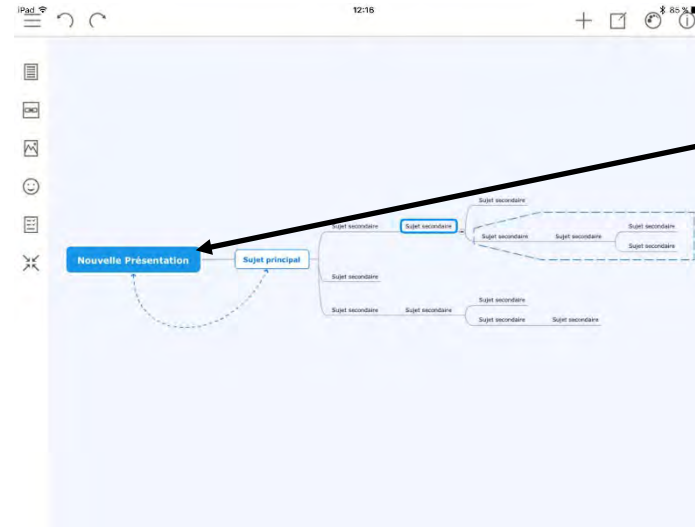 iPad 12:16 85 %
Sujet secondaire
Sujet secondaire Sujet secondaire Sujet secondaire
Sujet secondaire Sujet secondaire
Sujet secondaire
Nouvelle Présentation Sujet principal
Sujet secondaire
Sujet secondaire
Sujet secondaire Sujet secondaire
Sujet secondaire Sujet secondaire